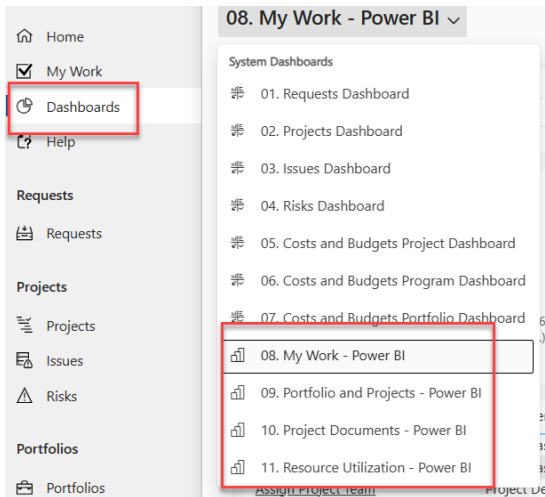 Home
My Work
Dashboards
Help
Requests
Requests
Projects
Projects
Issues
Risks
Portfolios
Portfolios
08. My Work - Power BI
System Dashboards
01. Requests Dashboard
02. Projects Dashboard
03. Issues Dashboard
04. Risks Dashboard
05. Costs and Budgets Project Dashboard
06. Costs and Budgets Program Dashboard
07. Costs and Budgets Portfolio Dashboard
08. My Work - Power BI
09. Portfolio and Projects - Power BI
10. Project Documents - Power BI
11. Resource Utilization - Power BI
Assign Project Team Project De